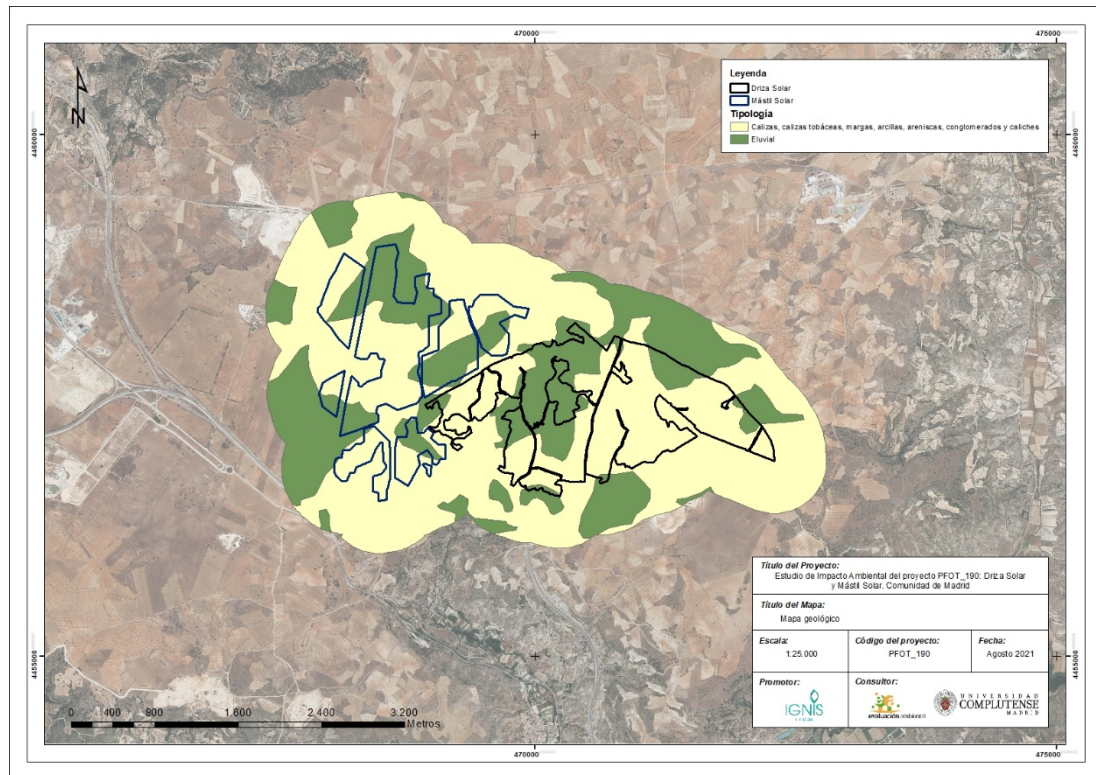 470000
475000
Leyenda
Driza Solar
Mástil Solar
Tipología
Calizas, calizas tobáceas, margas, arcillas, areniscas, conglomerados y caliches
Eluvial
N
4460000
4460000
4455000
4455000
Título del Proyecto:
Estudio de Impacto Ambiental del proyecto PFOT_190: Driza Solar
y Mástil Solar. Comunidad de Madrid
Título del Mapa:
Mapa geológico
Escala:
1:25.000
Código del proyecto:
PFOT_190
Fecha:
Agosto 2021
Promotor:
IGNIS
Consultor:
evaluación ambiental
UNIVERSIDAD
COMPLUTENSE
MADRID
0 400 800 1.600 2.400 3.200
Metros
470000
475000